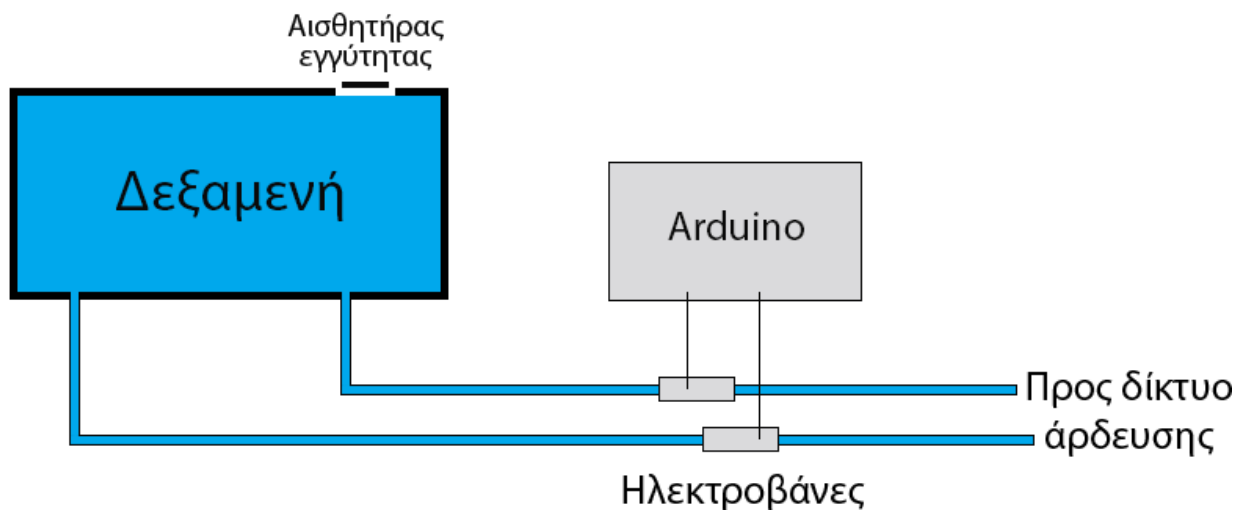 Αισθητήρας
εγγύτητας
Δεξαμενή
Arduino
Προς δίκτυο
άρδευσης
Ηλεκτροβάνες